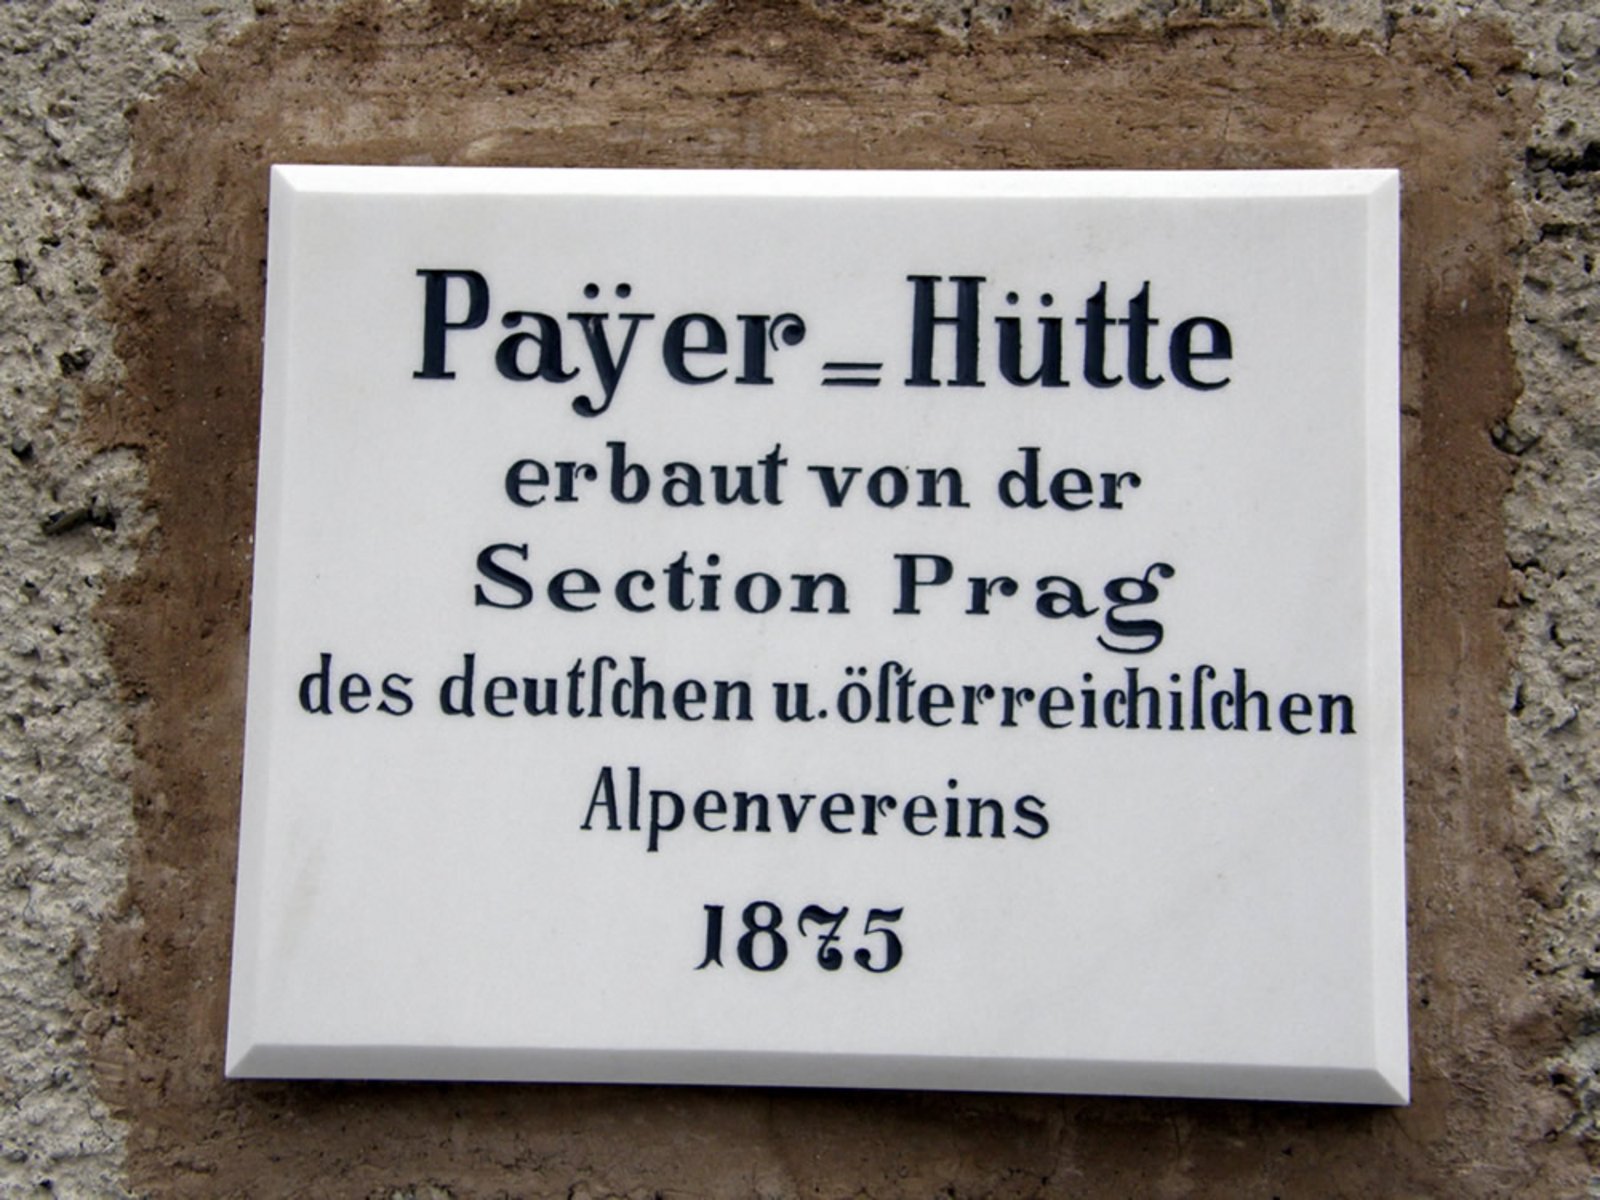 Paÿer=Hütte
erbaut von der
Section Prag
des deutſchen u. öſterreichiſchen
Alpenvereins
1875